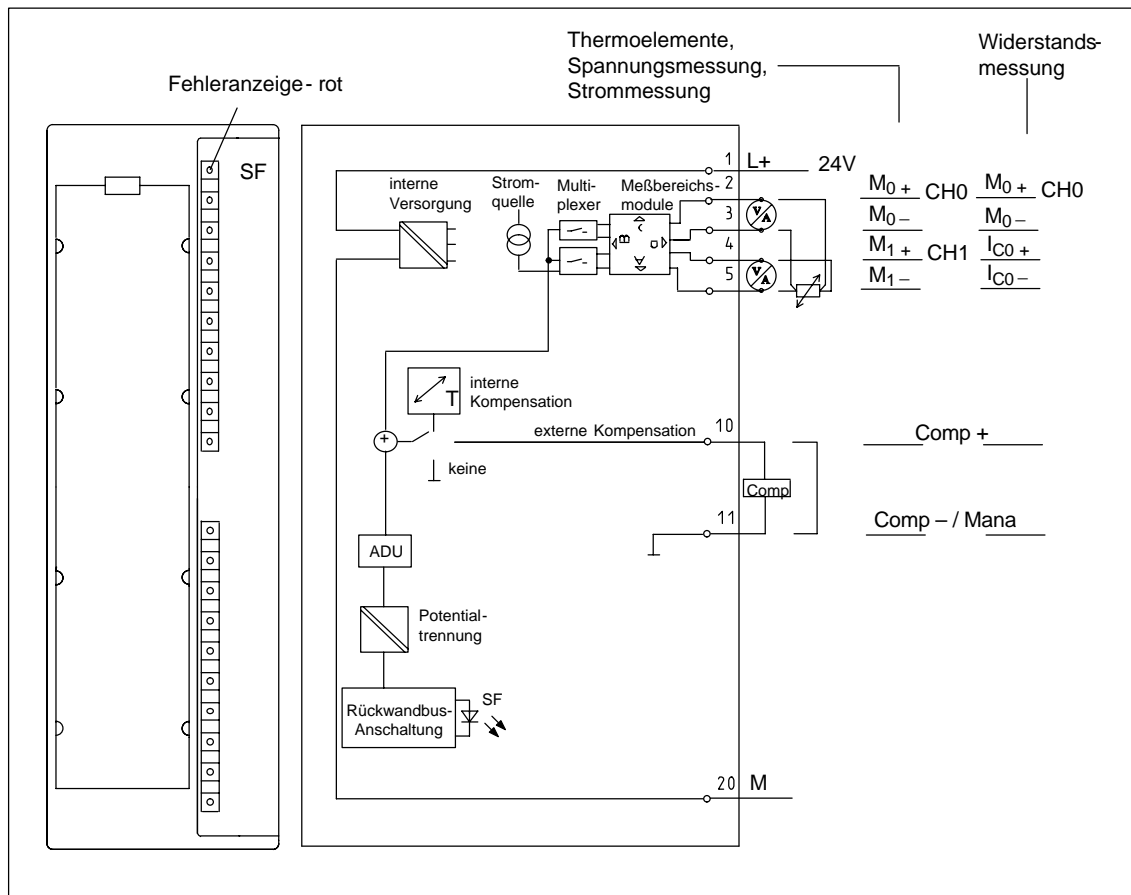 Thermoelemente,
Spannungsmessung,
Strommessung
Widerstands-
messung
Fehleranzeige - rot
SF
1 L+ 24V
2
3
4
5
interne
Versorgung
Strom-
quelle
Multi-
plexer
Meßbereichs-
module
A
B
C
D
V/A
V/A
M0 + CH0 M0 + CH0
M0 – M0 –
M1 + CH1 IC0 +
M1 – IC0 –
T
interne
Kompensation
+
externe Kompensation
10
keine
Comp
Comp +
11
Comp – / Mana
ADU
Potential-
trennung
Rückwandbus-
Anschaltung
SF
20 M